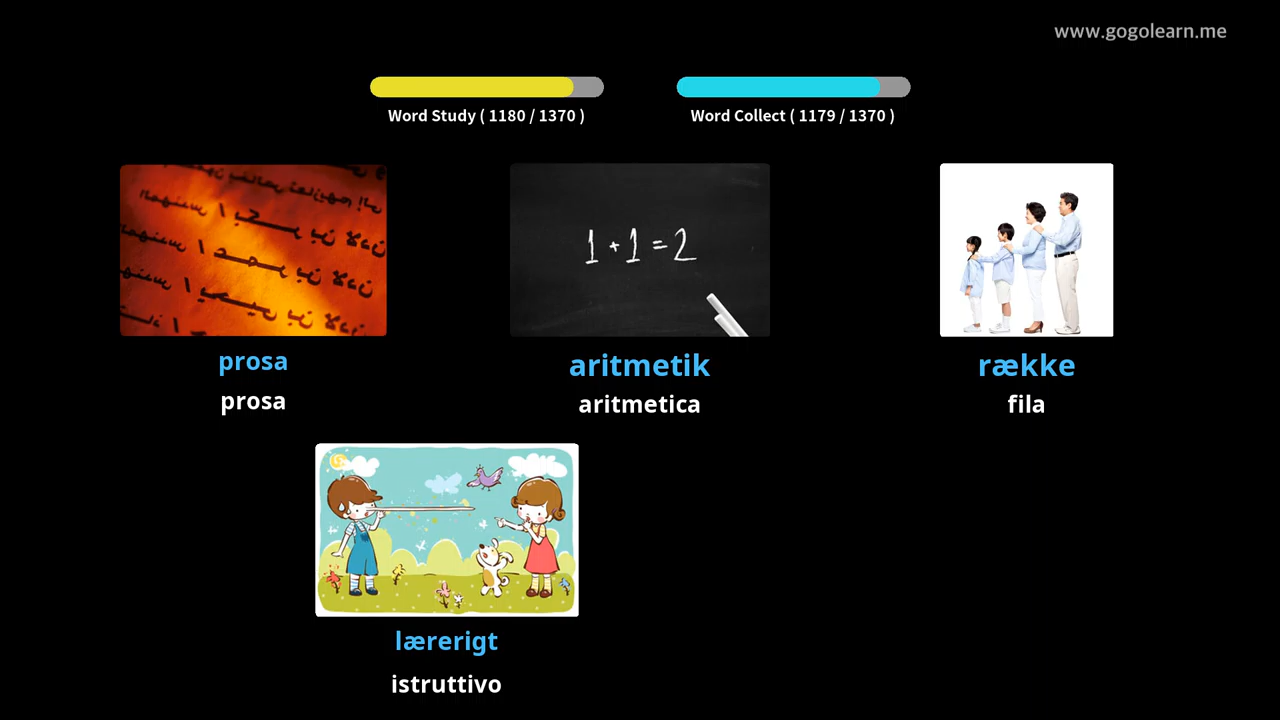 www.gogolearn.me
Word Study ( 1180 / 1370 )
Word Collect ( 1179 / 1370 )
1 + 1 = 2
prosa
aritmetik
række
prosa
aritmetica
fila
lærerigt
istruttivo